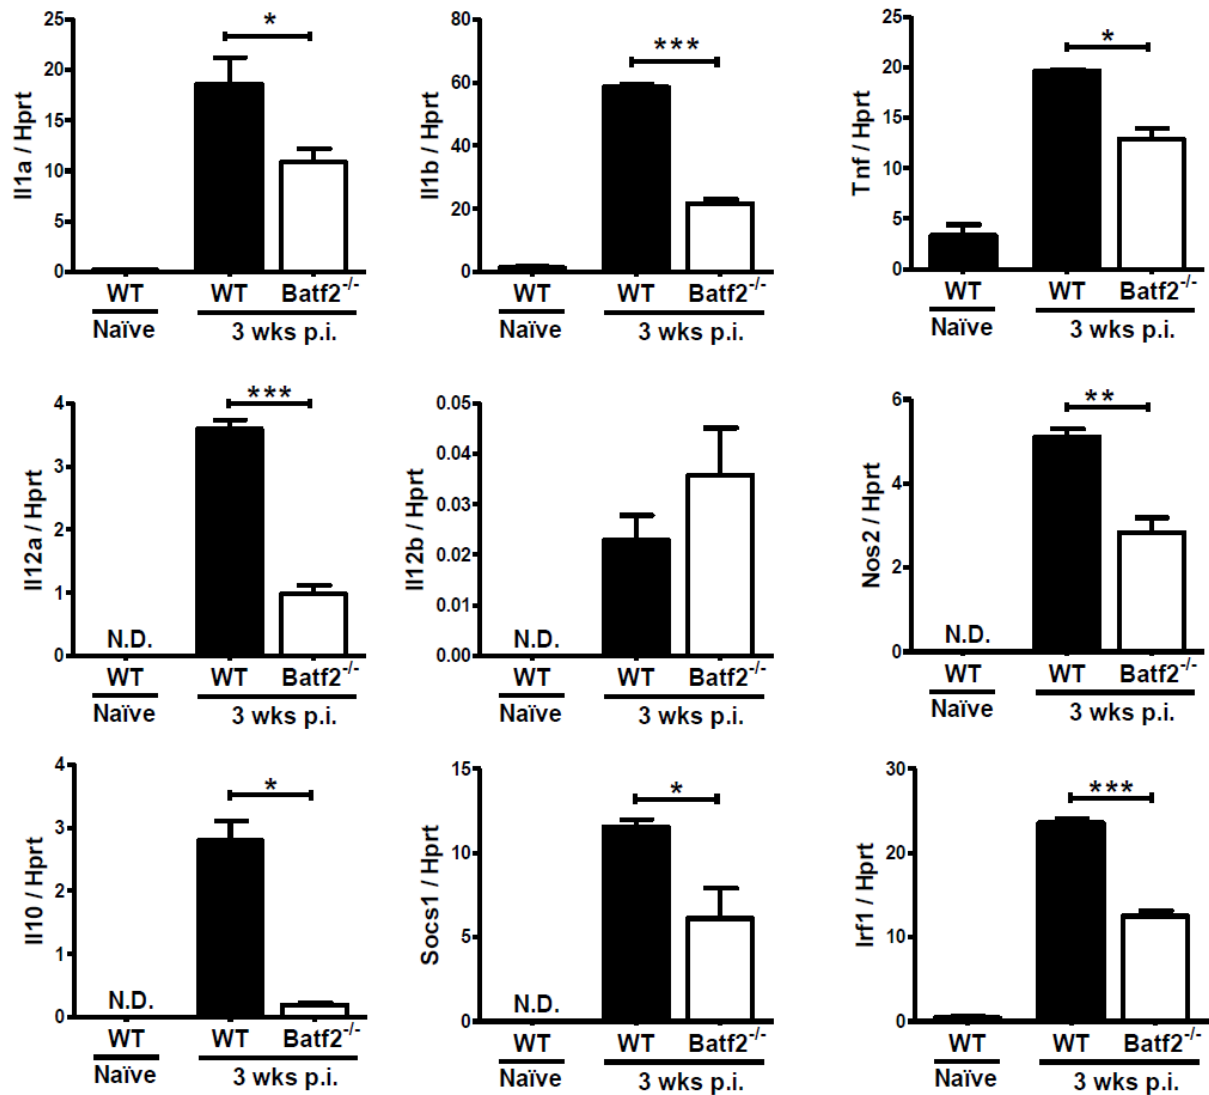 Il1a / Hprt
25
20
15
10
5
0
*
WT WT Batf2-/-
Naïve 3 wks p.i.
Il1b / Hprt
80
60
40
20
0
***
WT WT Batf2-/-
Naïve 3 wks p.i.
Tnf / Hprt
25
20
15
10
5
0
*
WT WT Batf2-/-
Naïve 3 wks p.i.
Il12a / Hprt
4
3
2
1
0
***
N.D.
WT WT Batf2-/-
Naïve 3 wks p.i.
Il12b / Hprt
0.05
0.04
0.03
0.02
0.01
0.00
N.D.
WT WT Batf2-/-
Naïve 3 wks p.i.
Nos2 / Hprt
6
4
2
0
**
N.D.
WT WT Batf2-/-
Naïve 3 wks p.i.
Il10 / Hprt
4
3
2
1
0
*
N.D.
WT WT Batf2-/-
Naïve 3 wks p.i.
Socs1 / Hprt
15
10
5
0
*
N.D.
WT WT Batf2-/-
Naïve 3 wks p.i.
Irf1 / Hprt
30
20
10
0
***
WT WT Batf2-/-
Naïve 3 wks p.i.